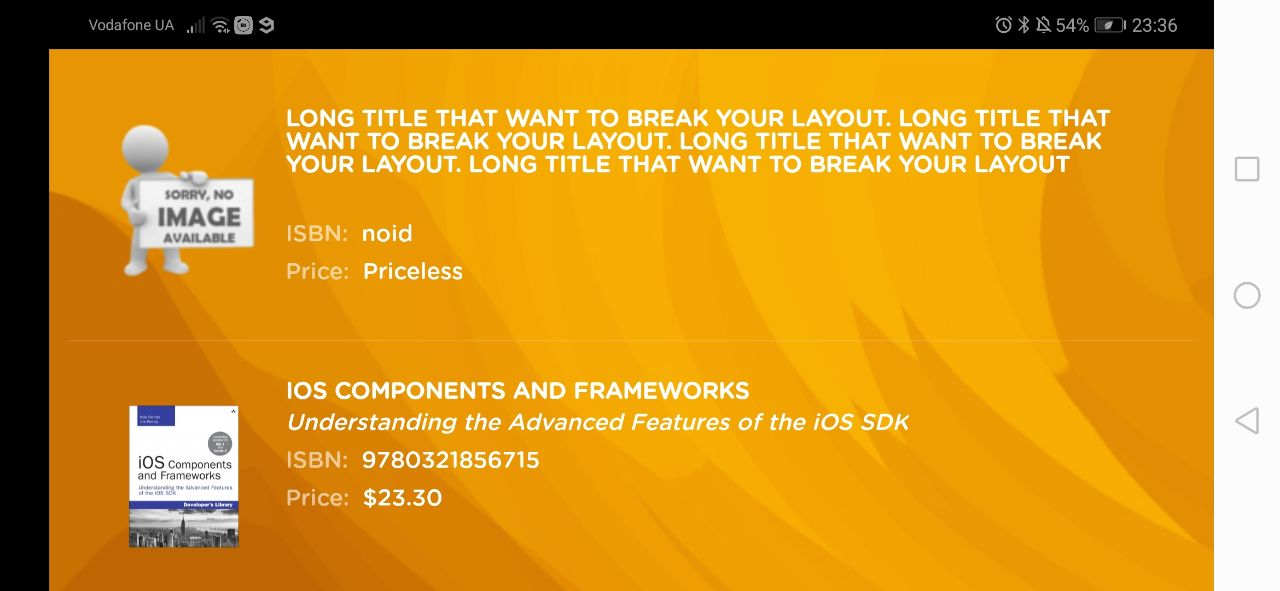 Vodafone UA
54%
23:36
LONG TITLE THAT WANT TO BREAK YOUR LAYOUT. LONG TITLE THAT
WANT TO BREAK YOUR LAYOUT. LONG TITLE THAT WANT TO BREAK
YOUR LAYOUT. LONG TITLE THAT WANT TO BREAK YOUR LAYOUT
SORRY, NO
IMAGE
AVAILABLE
ISBN: noid
Price: Priceless
IOS COMPONENTS AND FRAMEWORKS
Understanding the Advanced Features of the iOS SDK
ISBN: 9780321856715
Price: $23.30
iOS Components
and Frameworks
Understanding the Advanced Features
of the iOS SDK
Developer's Library